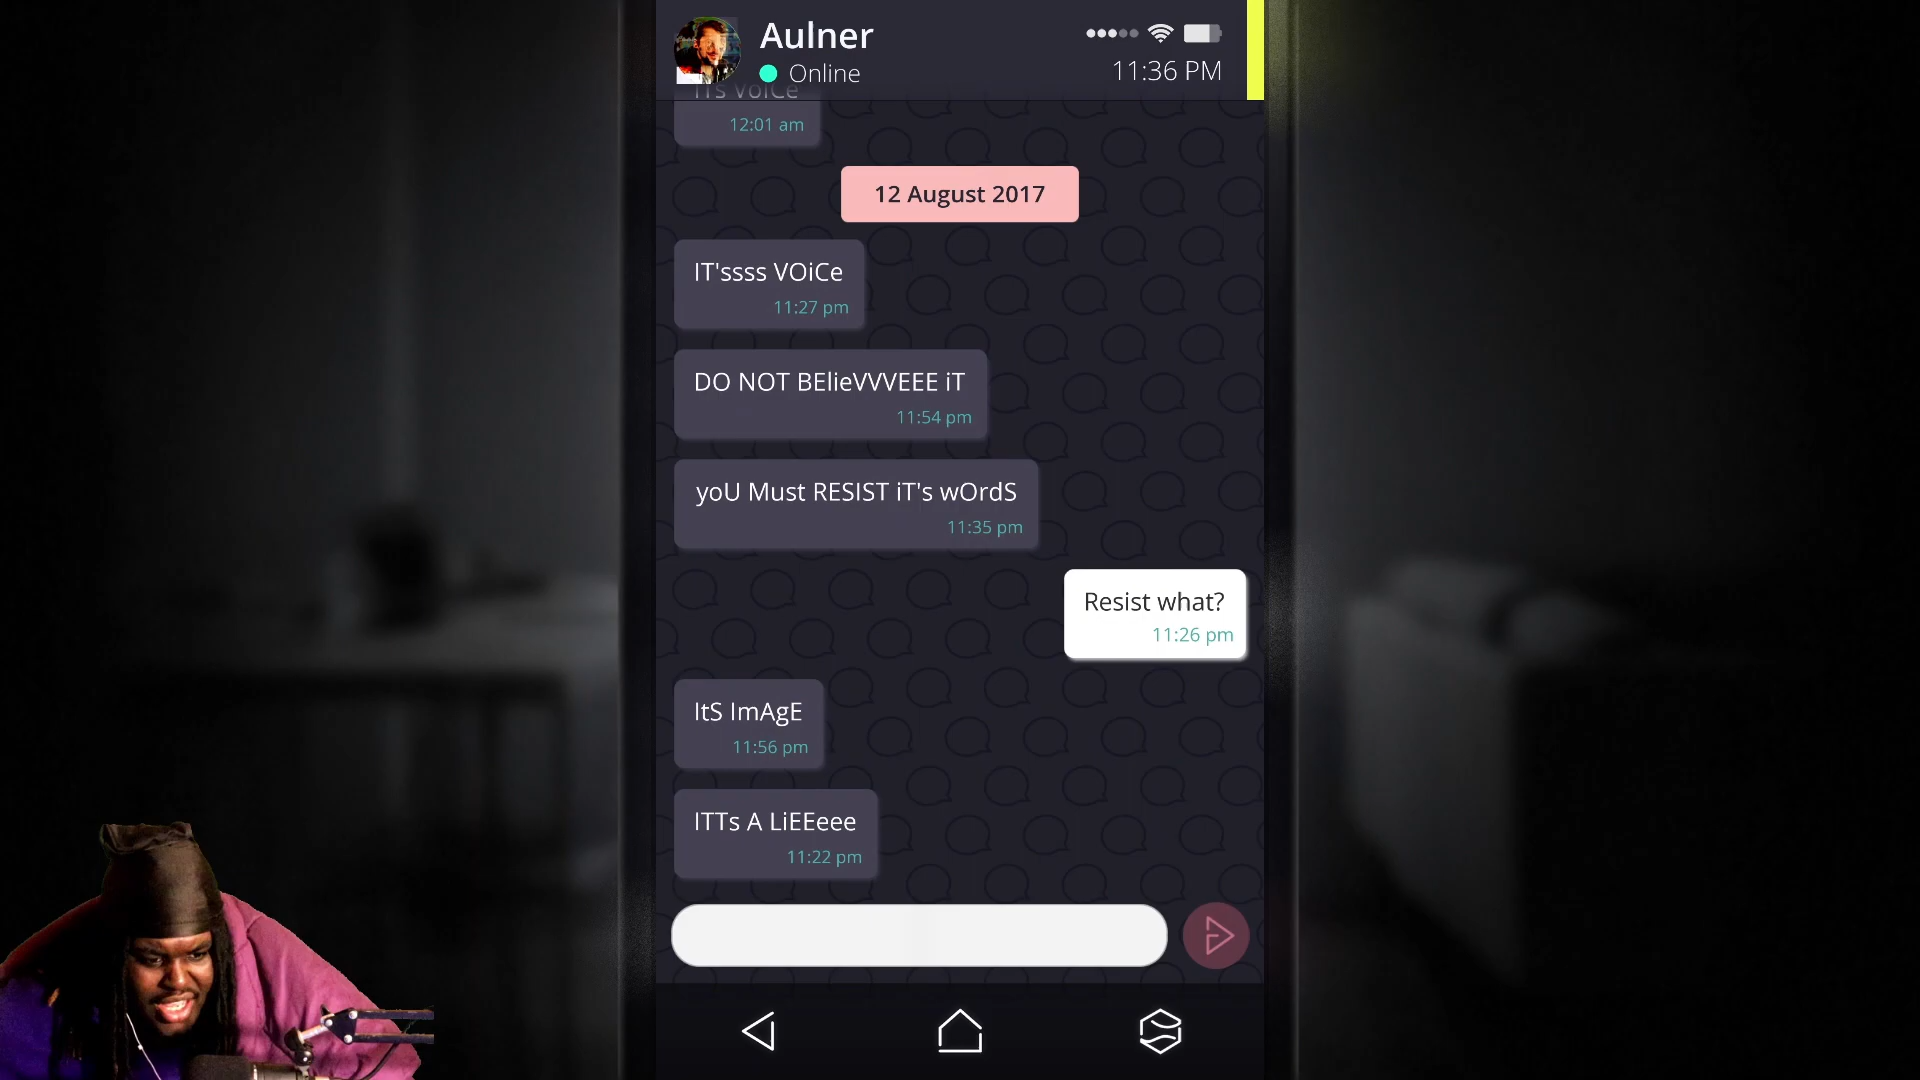 Aulner
Online
11:36 PM
ITs VoiCe
12:01 am
12 August 2017
IT'ssss VOiCe
11:27 pm
DO NOT BElieVVVEEE iT
11:54 pm
yoU Must RESIST iT's wOrdS
11:35 pm
Resist what?
11:26 pm
ItS ImAgE
11:56 pm
ITTs A LiEEeee
11:22 pm